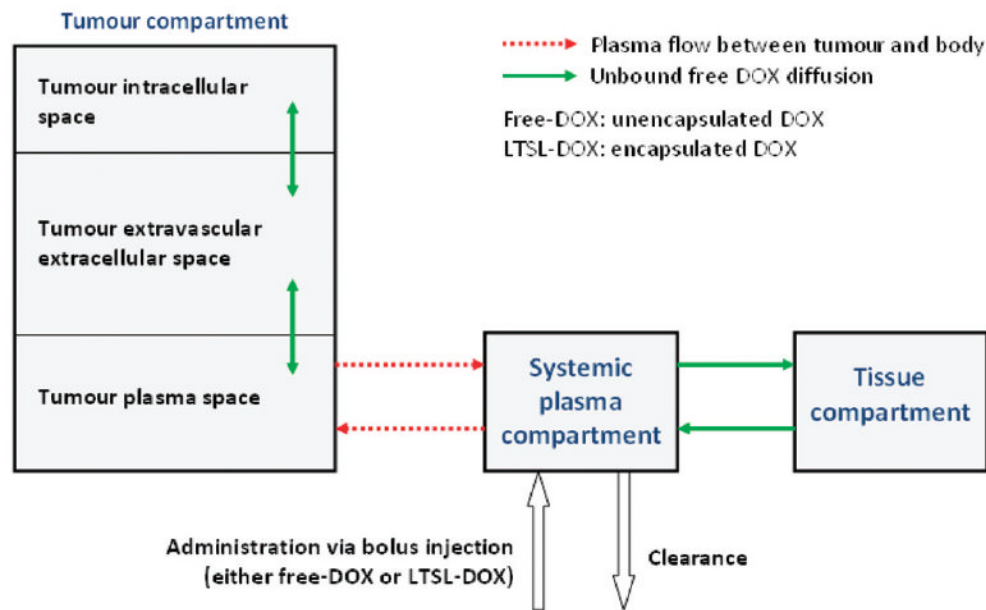 Tumour compartment
Tumour intracellular
space
Tumour extravascular
extracellular space
Tumour plasma space
Plasma flow between tumour and body
Unbound free DOX diffusion
Free-DOX: unencapsulated DOX
LTSL-DOX: encapsulated DOX
Systemic
plasma
compartment
Tissue
compartment
Administration via bolus injection
(either free-DOX or LTSL-DOX)
Clearance